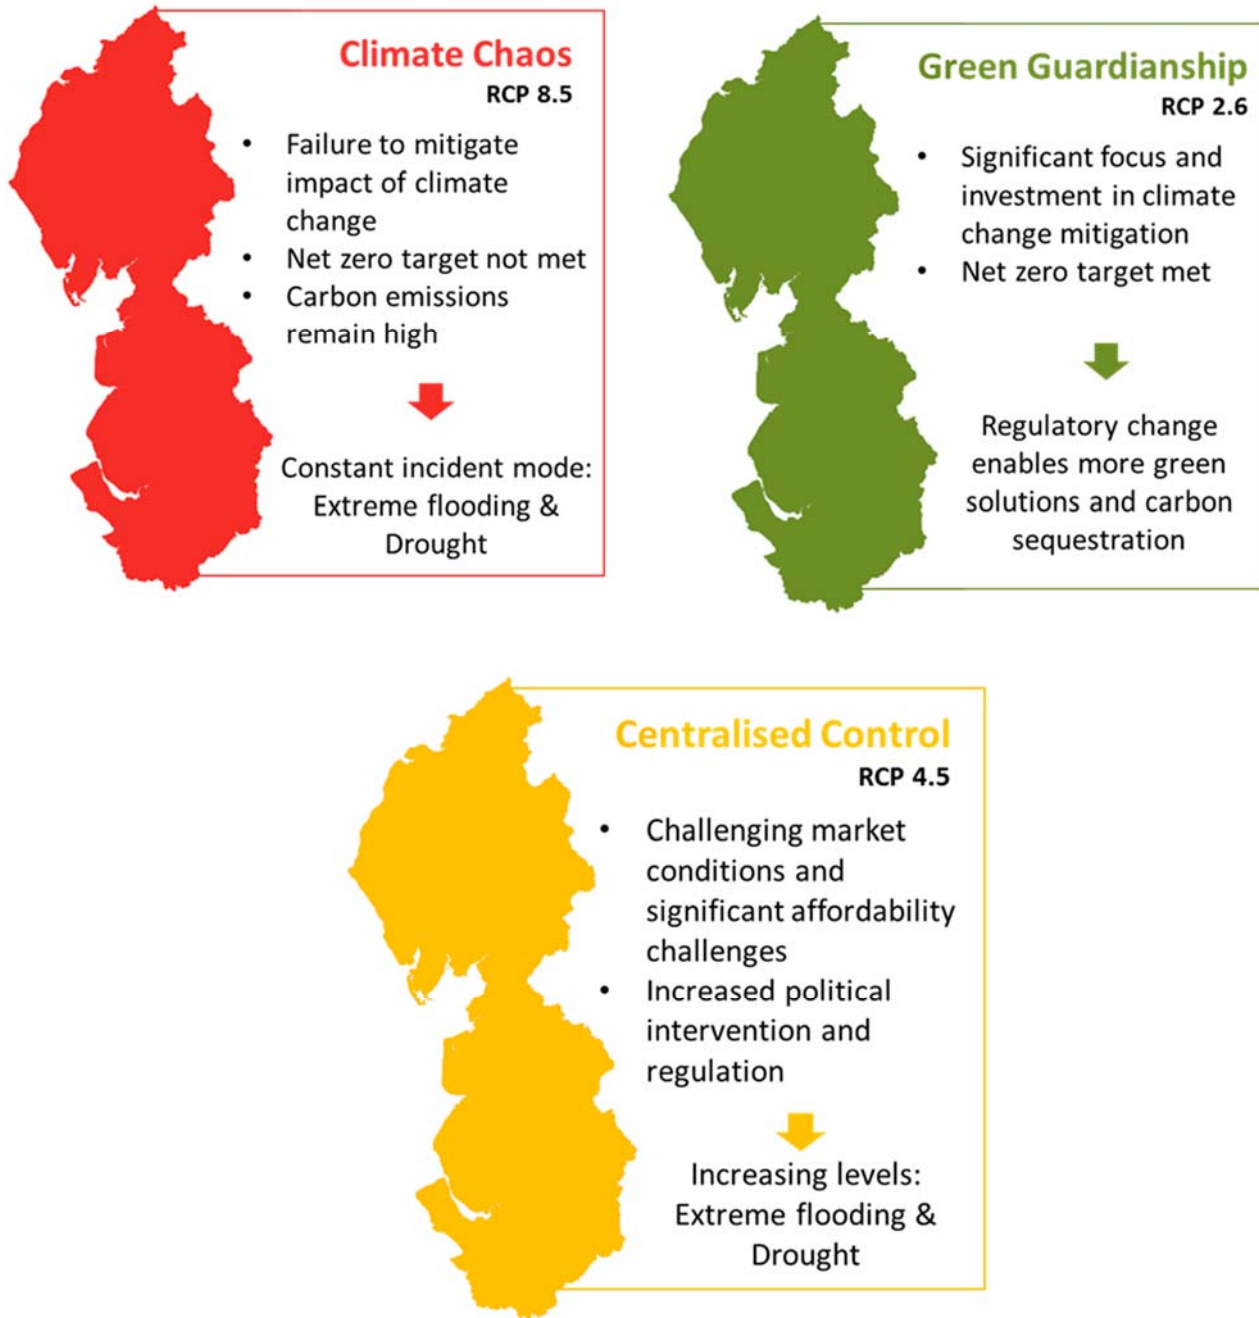 Climate Chaos
RCP 8.5
• Failure to mitigate
impact of climate
change
• Net zero target not met
• Carbon emissions
remain high
Constant incident mode:
Extreme flooding &
Drought
Green Guardianship
RCP 2.6
• Significant focus and
investment in climate
change mitigation
• Net zero target met
Regulatory change
enables more green
solutions and carbon
sequestration
Centralised Control
RCP 4.5
• Challenging market
conditions and
significant affordability
challenges
• Increased political
intervention and
regulation
Increasing levels:
Extreme flooding &
Drought